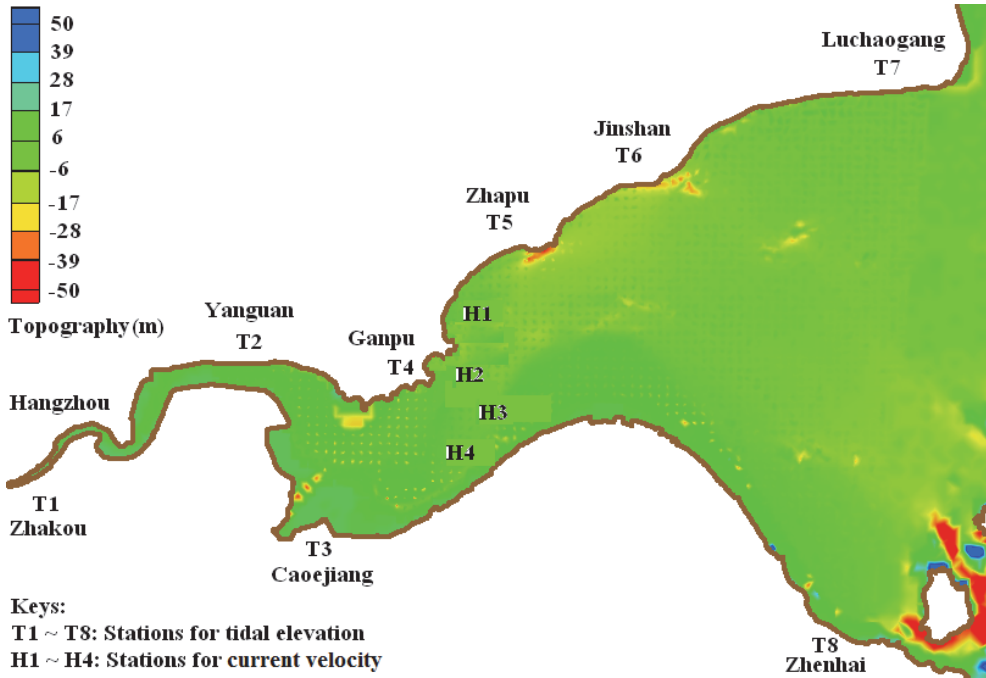 50
39
28
17
6
-6
-17
-28
-39
-50
Topography (m)
Luchaogang
T7
Jinshan
T6
Zhapu
T5
Yanguan
T2
Ganpu
T4
H1
H2
H3
H4
Hangzhou
T1
Zhakou
T3
Caoejiang
T8
Zhenhai
Keys:
T1 ~ T8: Stations for tidal elevation
H1 ~ H4: Stations for current velocity